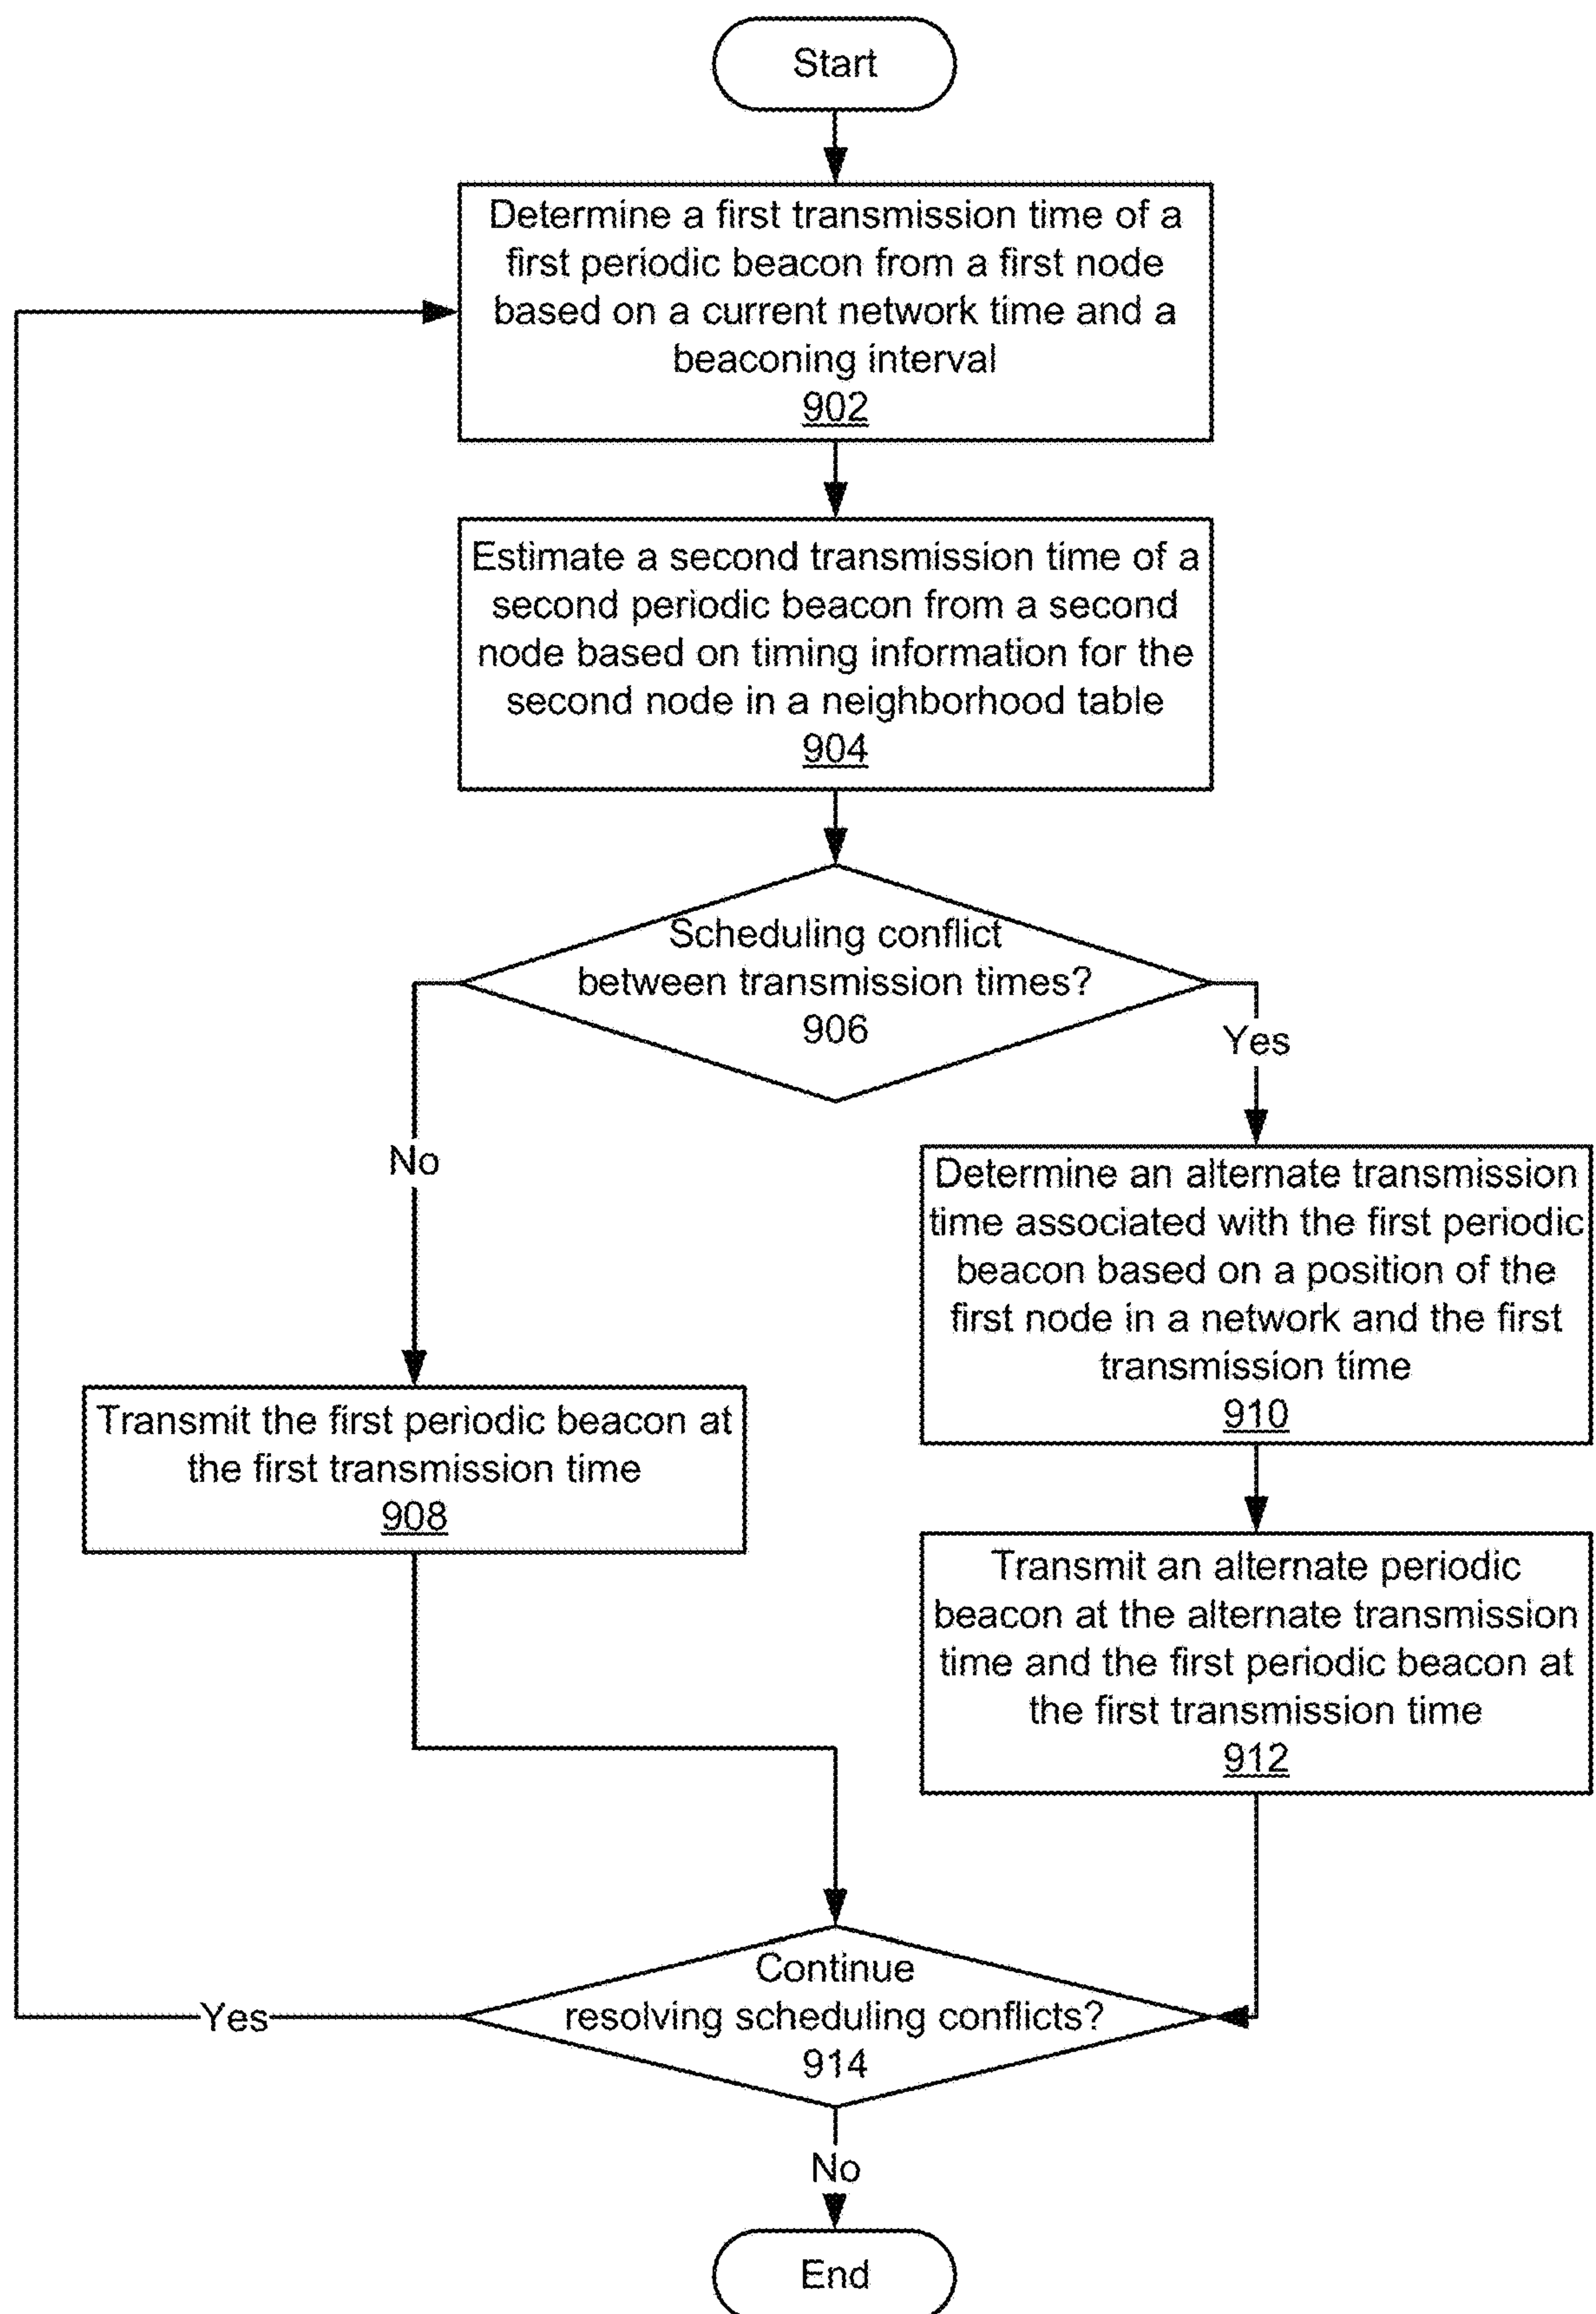 Start
Determine a first transmission time of a
first periodic beacon from a first node
based on a current network time and a
beaconing interval
902
Estimate a second transmission time of a
second periodic beacon from a second
node based on timing information for the
second node in a neighborhood table
904
Scheduling conflict
between transmission times?
906
No
Yes
Transmit the first periodic beacon at
the first transmission time
908
Determine an alternate transmission
time associated with the first periodic
beacon based on a position of the
first node in a network and the first
transmission time
910
Transmit an alternate periodic
beacon at the alternate transmission
time and the first periodic beacon at
the first transmission time
912
Continue
resolving scheduling conflicts?
914
Yes
No
End